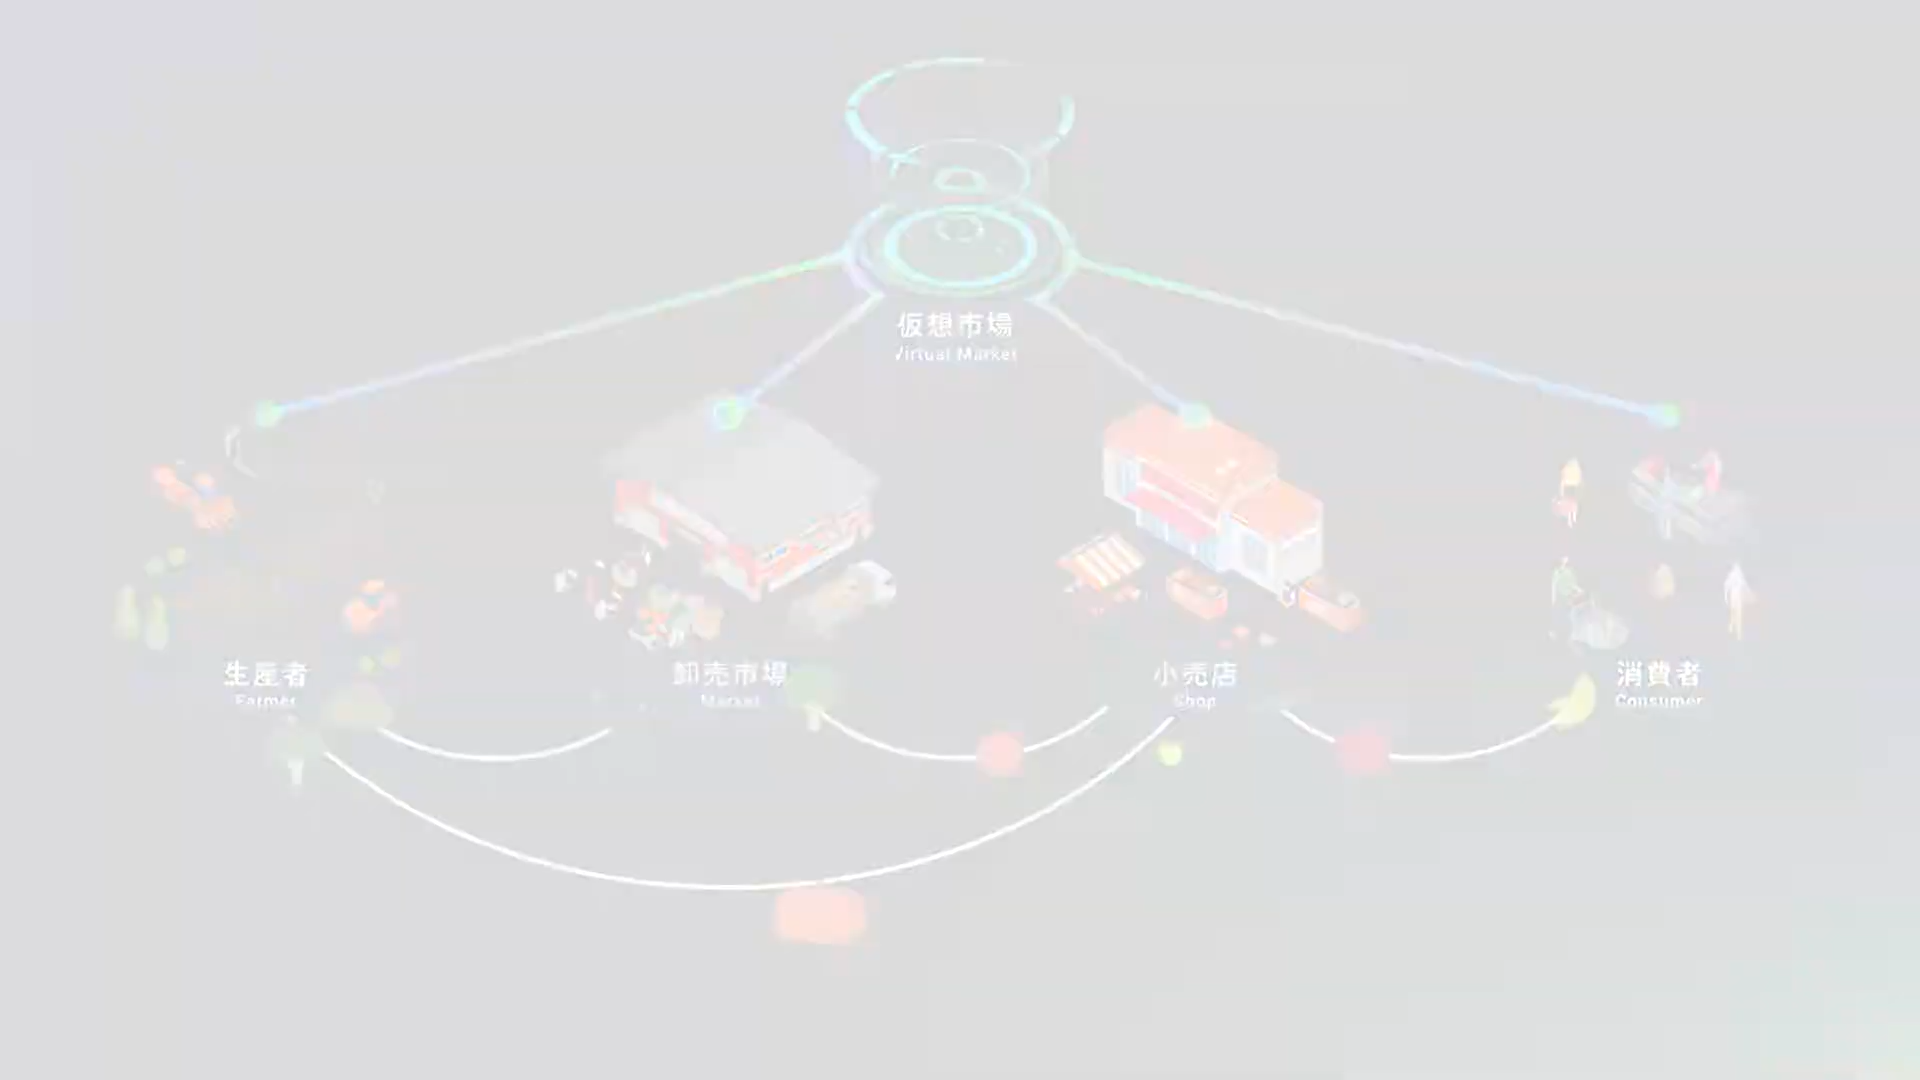 仮想市場
Virtual Market
生産者
Farmer
卸売市場
Market
小売店
Shop
消費者
Consumer